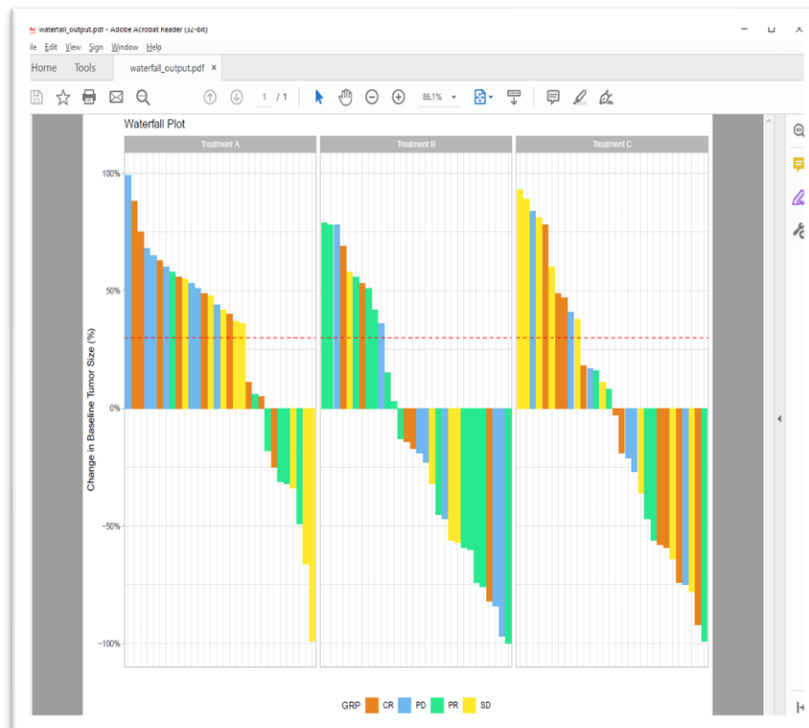 waterfall_output.pdf - Adobe Acrobat Reader (32-bit)
ile Edit View Sign Window Help
Home Tools waterfall_output.pdf ×
1 / 1 86.1%
Waterfall Plot
Treatment A Treatment B Treatment C
100%
50%
0%
−50%
−100%
Change in Baseline Tumor Size (%)
GRP CR PD PR SD